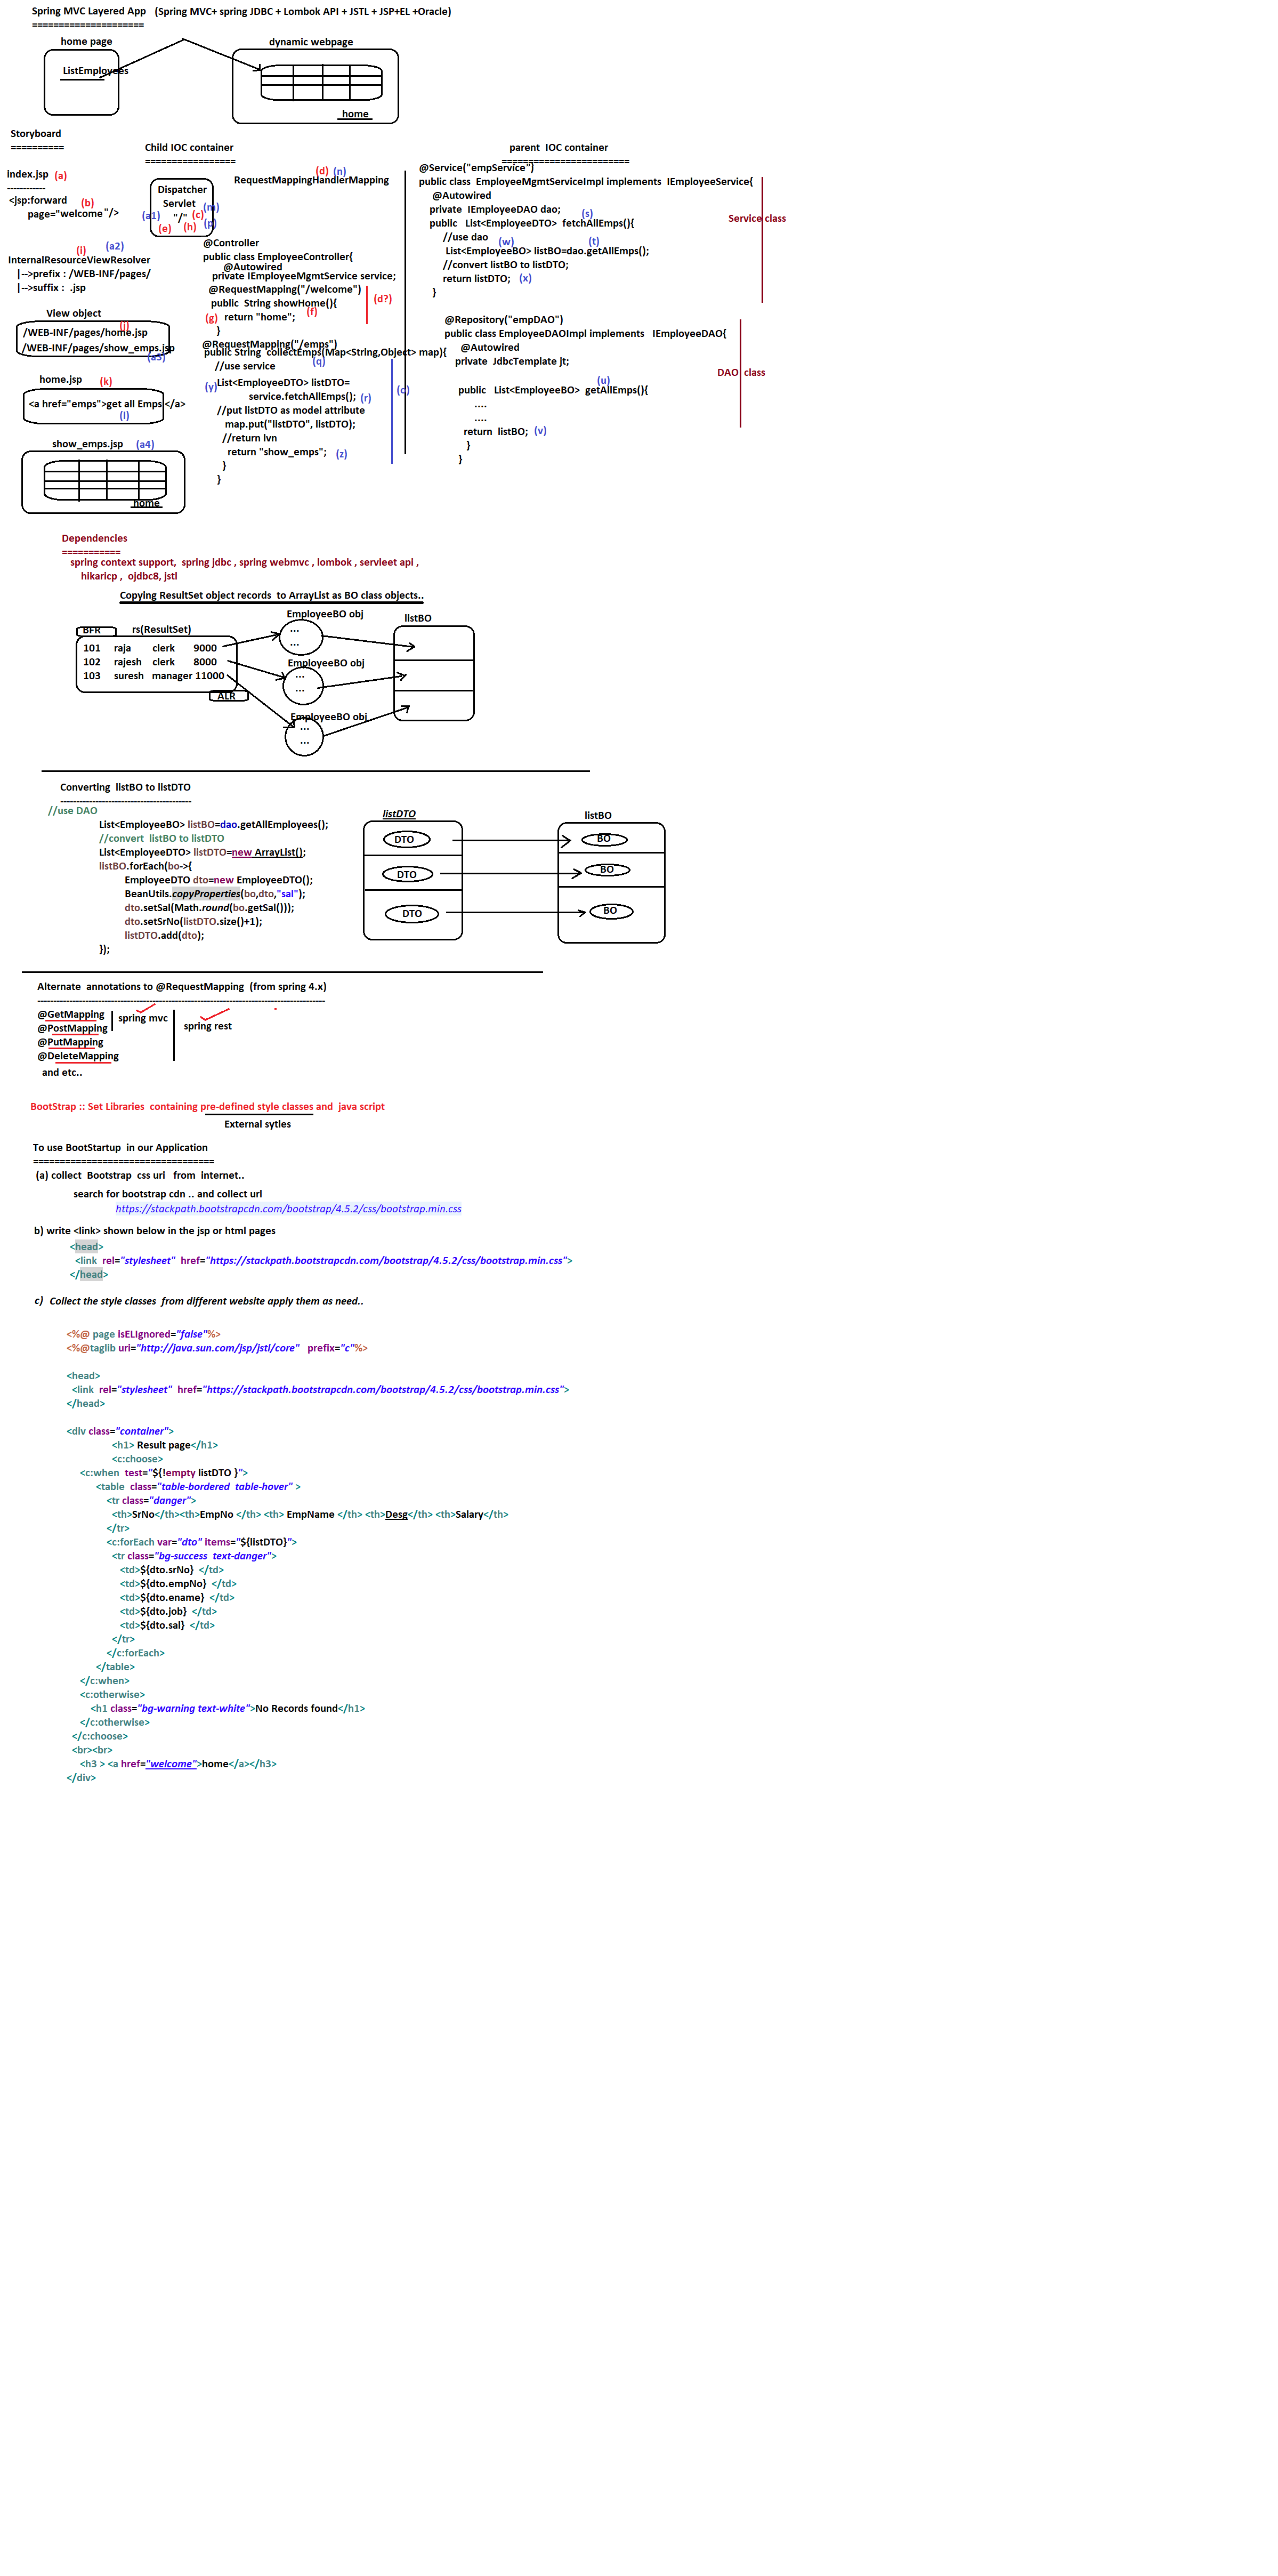 Spring MVC Layered App (Spring MVC+ spring JDBC + Lombok API + JSTL + JSP+EL +Oracle)
=====================
home page
dynamic webpage
ListEmployees
home
Storyboard
==========
Child IOC container
=================
parent IOC container
========================
index.jsp (a)
------------
<jsp:forward (b)
page="welcome"/>
(i) (a2)
InternalResourceViewResolver
|-->prefix : /WEB-INF/pages/
|-->suffix : .jsp
View object
(j)
/WEB-INF/pages/home.jsp
/WEB-INF/pages/show_emps.jsp
(a3)
home.jsp (k)
<a href="emps">get all Emps </a>
(l)
show_emps.jsp (a4)
home
Dispatcher
Servlet (m)
(a1) "/" (c)
(e) (h) (p)
(d) (n)
RequestMappingHandlerMapping
@Controller
public class EmployeeController{
@Autowired
private IEmployeeMgmtService service;
@RequestMapping("/welcome")
public String showHome(){ (d?)
(g) return "home"; (f)
}
@RequestMapping("/emps")
public String collectEmps(Map<String,Object> map){
//use service (q)
(y) List<EmployeeDTO> listDTO= (o)
service.fetchAllEmps(); (r)
//put listDTO as model attribute
map.put("listDTO", listDTO);
//return lvn
return "show_emps"; (z)
}
}
@Service("empService")
public class EmployeeMgmtServiceImpl implements IEmployeeService{
@Autowired
private IEmployeeDAO dao; (s)
public List<EmployeeDTO> fetchAllEmps(){ Service class
//use dao (w) (t)
List<EmployeeBO> listBO=dao.getAllEmps();
//convert listBO to listDTO;
return listDTO; (x)
}
@Repository("empDAO")
public class EmployeeDAOImpl implements IEmployeeDAO{
@Autowired
private JdbcTemplate jt;
DAO class
(u)
public List<EmployeeBO> getAllEmps(){
....
....
return listBO; (v)
}
}
Dependencies
===========
spring context support, spring jdbc , spring webmvc , lombok , servleet api ,
hikaricp , ojdbc8, jstl
Copying ResultSet object records to ArrayList as BO class objects..
EmployeeBO obj
listBO
BFR rs(ResultSet)
101 raja clerk 9000
102 rajesh clerk 8000
103 suresh manager 11000
ALR
...
...
EmployeeBO obj
...
...
EmployeeBO obj
...
...
Converting listBO to listDTO
-----------------------------------------
//use DAO
List<EmployeeBO> listBO=dao.getAllEmployees();
//convert listBO to listDTO
List<EmployeeDTO> listDTO=new ArrayList();
listBO.forEach(bo->{
EmployeeDTO dto=new EmployeeDTO();
BeanUtils.copyProperties(bo,dto,"sal");
dto.setSal(Math.round(bo.getSal()));
dto.setSrNo(listDTO.size()+1);
listDTO.add(dto);
});
listDTO listBO
DTO BO
DTO BO
DTO BO
Alternate annotations to @RequestMapping (from spring 4.x)
------------------------------------------------------------------------------------------
@GetMapping
@PostMapping spring mvc
@PutMapping spring rest
@DeleteMapping
and etc..
BootStrap :: Set Libraries containing pre-defined style classes and java script
External sytles
To use BootStartup in our Application
==================================
(a) collect Bootstrap css uri from internet..
search for bootstrap cdn .. and collect url
https://stackpath.bootstrapcdn.com/bootstrap/4.5.2/css/bootstrap.min.css
b) write <link> shown below in the jsp or html pages
<head>
<link rel="stylesheet" href="https://stackpath.bootstrapcdn.com/bootstrap/4.5.2/css/bootstrap.min.css">
</head>
c) Collect the style classes from different website apply them as need..
<%@ page isELIgnored="false"%>
<%@taglib uri="http://java.sun.com/jsp/jstl/core" prefix="c"%>
<head>
<link rel="stylesheet" href="https://stackpath.bootstrapcdn.com/bootstrap/4.5.2/css/bootstrap.min.css">
</head>
<div class="container">
<h1> Result page</h1>
<c:choose>
<c:when test="${!empty listDTO }">
<table class="table-bordered table-hover" >
<tr class="danger">
<th>SrNo</th><th>EmpNo </th> <th> EmpName </th> <th>Desg</th> <th>Salary</th>
</tr>
<c:forEach var="dto" items="${listDTO}">
<tr class="bg-success text-danger">
<td>${dto.srNo} </td>
<td>${dto.empNo} </td>
<td>${dto.ename} </td>
<td>${dto.job} </td>
<td>${dto.sal} </td>
</tr>
</c:forEach>
</table>
</c:when>
<c:otherwise>
<h1 class="bg-warning text-white">No Records found</h1>
</c:otherwise>
</c:choose>
<br><br>
<h3 > <a href="welcome">home</a></h3>
</div>